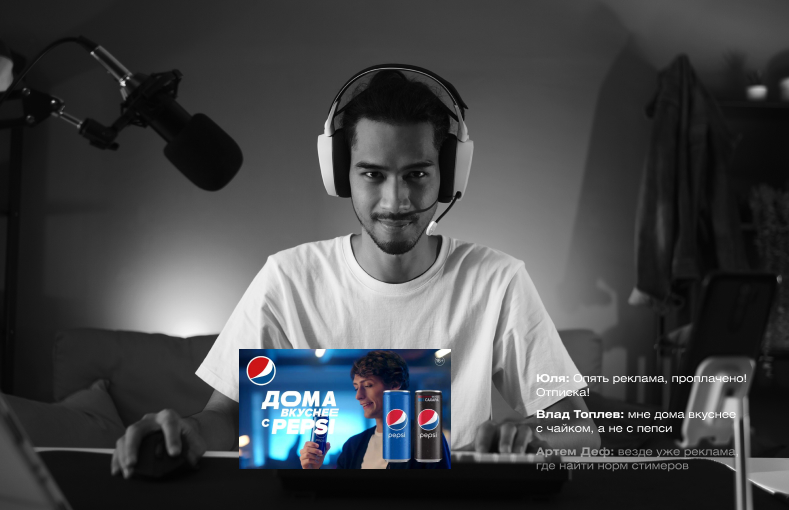 ДОМА
ВКУСНЕЕ
С PEPSI
pepsi
pepsi
Юля: Опять реклама, проплачено!
Отписка!
Влад Топлев: мне дома вкуснее
с чайком, а не с пепси
Артем Деф: везде уже реклама,
где найти норм стимеров